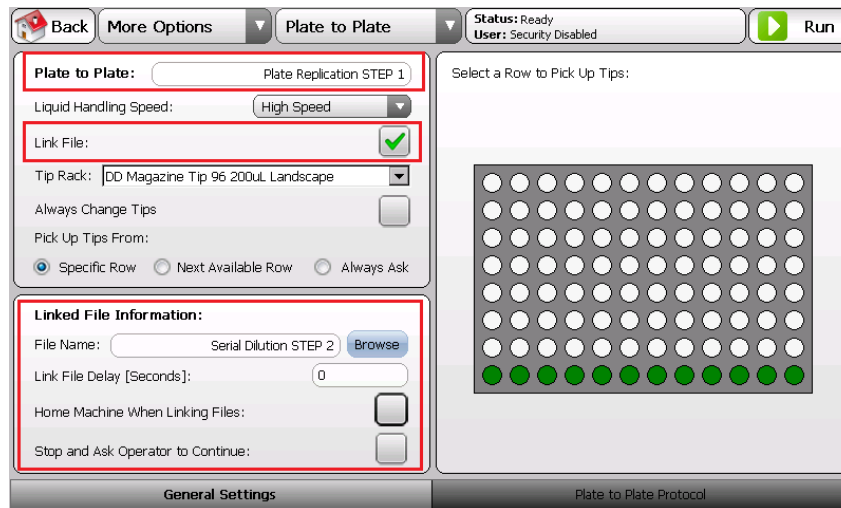 Back
More Options
Plate to Plate
Status: Ready
User: Security Disabled
Run
Plate to Plate: Plate Replication STEP 1
Liquid Handling Speed: High Speed
Link File:
Tip Rack: DD Magazine Tip 96 200uL Landscape
Always Change Tips
Pick Up Tips From:
Specific Row Next Available Row Always Ask
Linked File Information:
File Name: Serial Dilution STEP 2 Browse
Link File Delay [Seconds]: 0
Home Machine When Linking Files:
Stop and Ask Operator to Continue:
Select a Row to Pick Up Tips:
General Settings
Plate to Plate Protocol